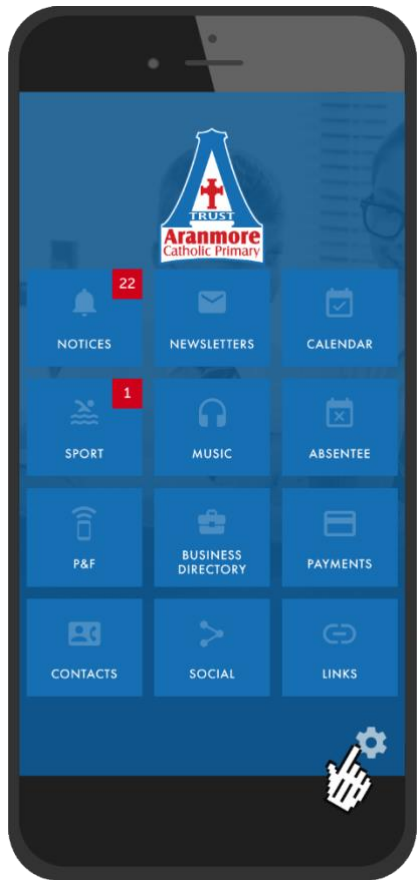 TRUST
Aranmore
Catholic Primary
22
NOTICES
NEWSLETTERS
CALENDAR
1
SPORT
MUSIC
ABSENTEE
P&F
BUSINESS
DIRECTORY
PAYMENTS
CONTACTS
SOCIAL
LINKS